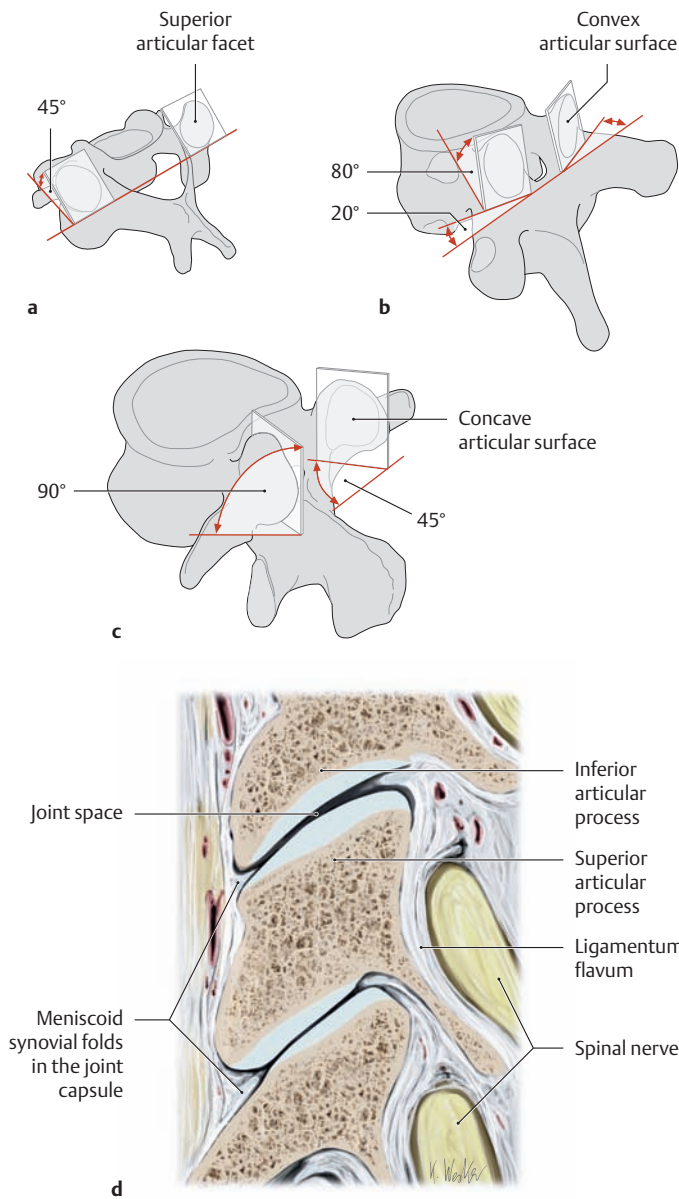 Superior
articular facet
45°
a
Convex
articular surface
80°
20°
b
Concave
articular surface
90°
45°
c
Joint space
Meniscoid
synovial folds
in the joint
capsule
Inferior
articular
process
Superior
articular
process
Ligamentum
flavum
Spinal nerve
K. Wesker
d